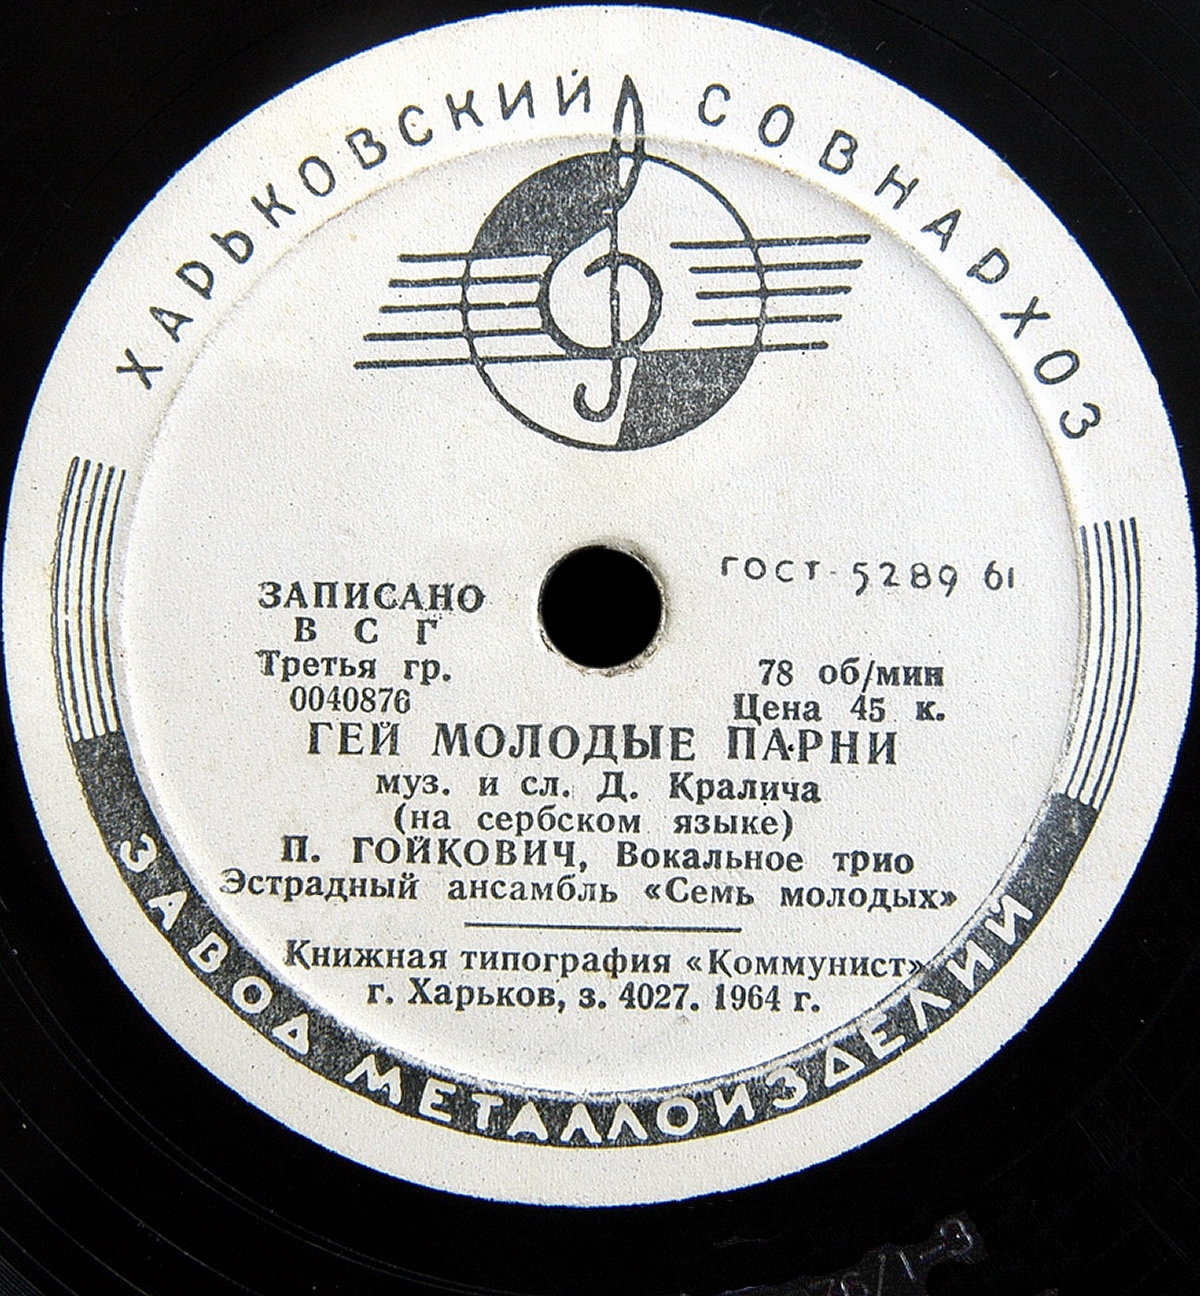 ХАРЬКОВСКИЙ СОВНАРХОЗ
ГОСТ-5289 61
ЗАПИСАНО
В С Г
Третья гр.
0040876
78 об/мин
Цена 45 к.
ГЕЙ МОЛОДЫЕ ПАРНИ
муз. и сл. Д. Кралича
(на сербском языке)
П. ГОЙКОВИЧ, Вокальное трио
Эстрадный ансамбль «Семь молодых»
Книжная типография «Коммунист»
г. Харьков, з. 4027. 1964 г.
ЗАВОД МЕТАЛЛОИЗДЕЛИЙ